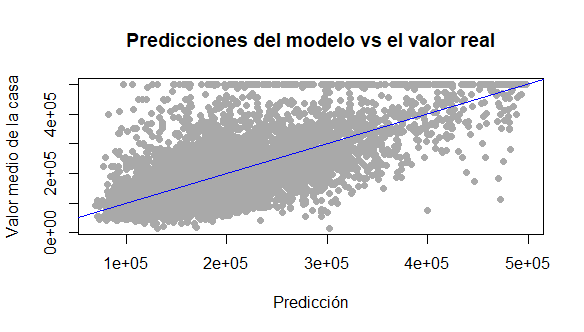 Predicciones del modelo vs el valor real
Valor medio de la casa
0e+00 2e+05 4e+05
1e+05 2e+05 3e+05 4e+05 5e+05
Predicción